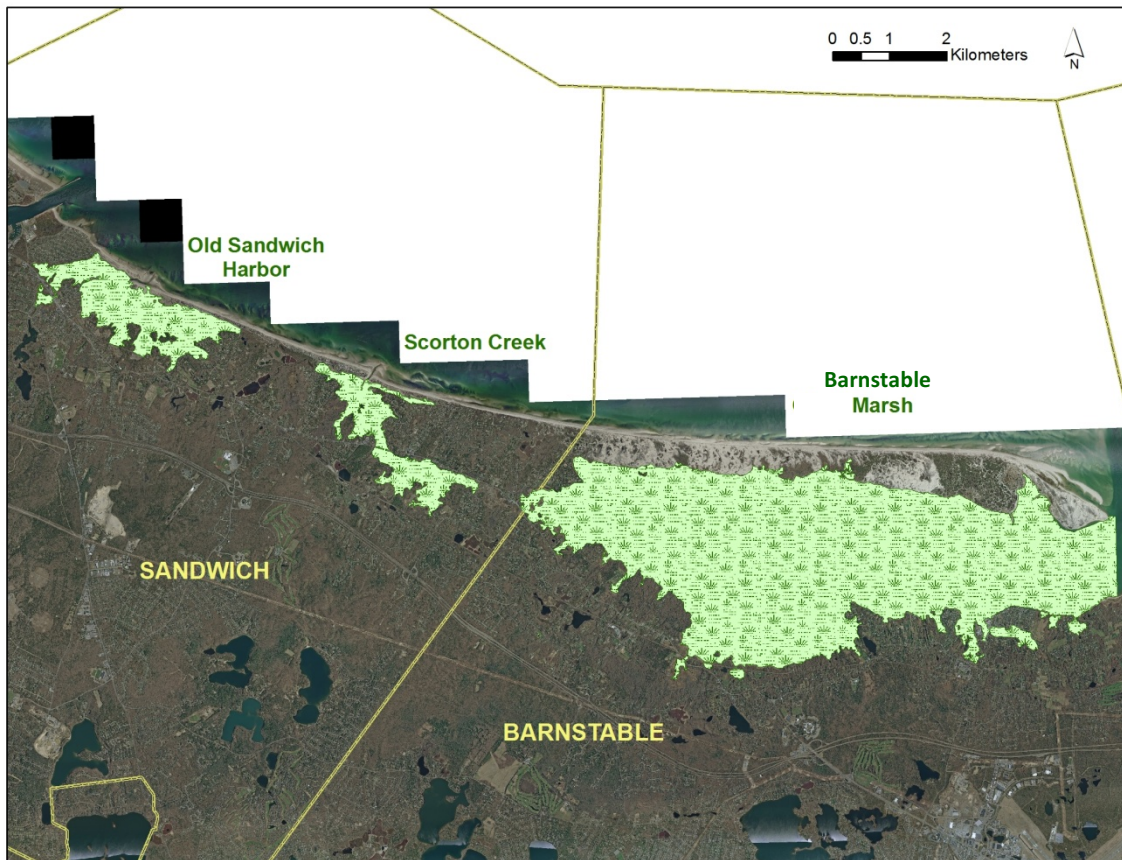 0 0.5 1 2
Kilometers
N
Old Sandwich
Harbor
Scorton Creek
Barnstable
Marsh
SANDWICH
BARNSTABLE